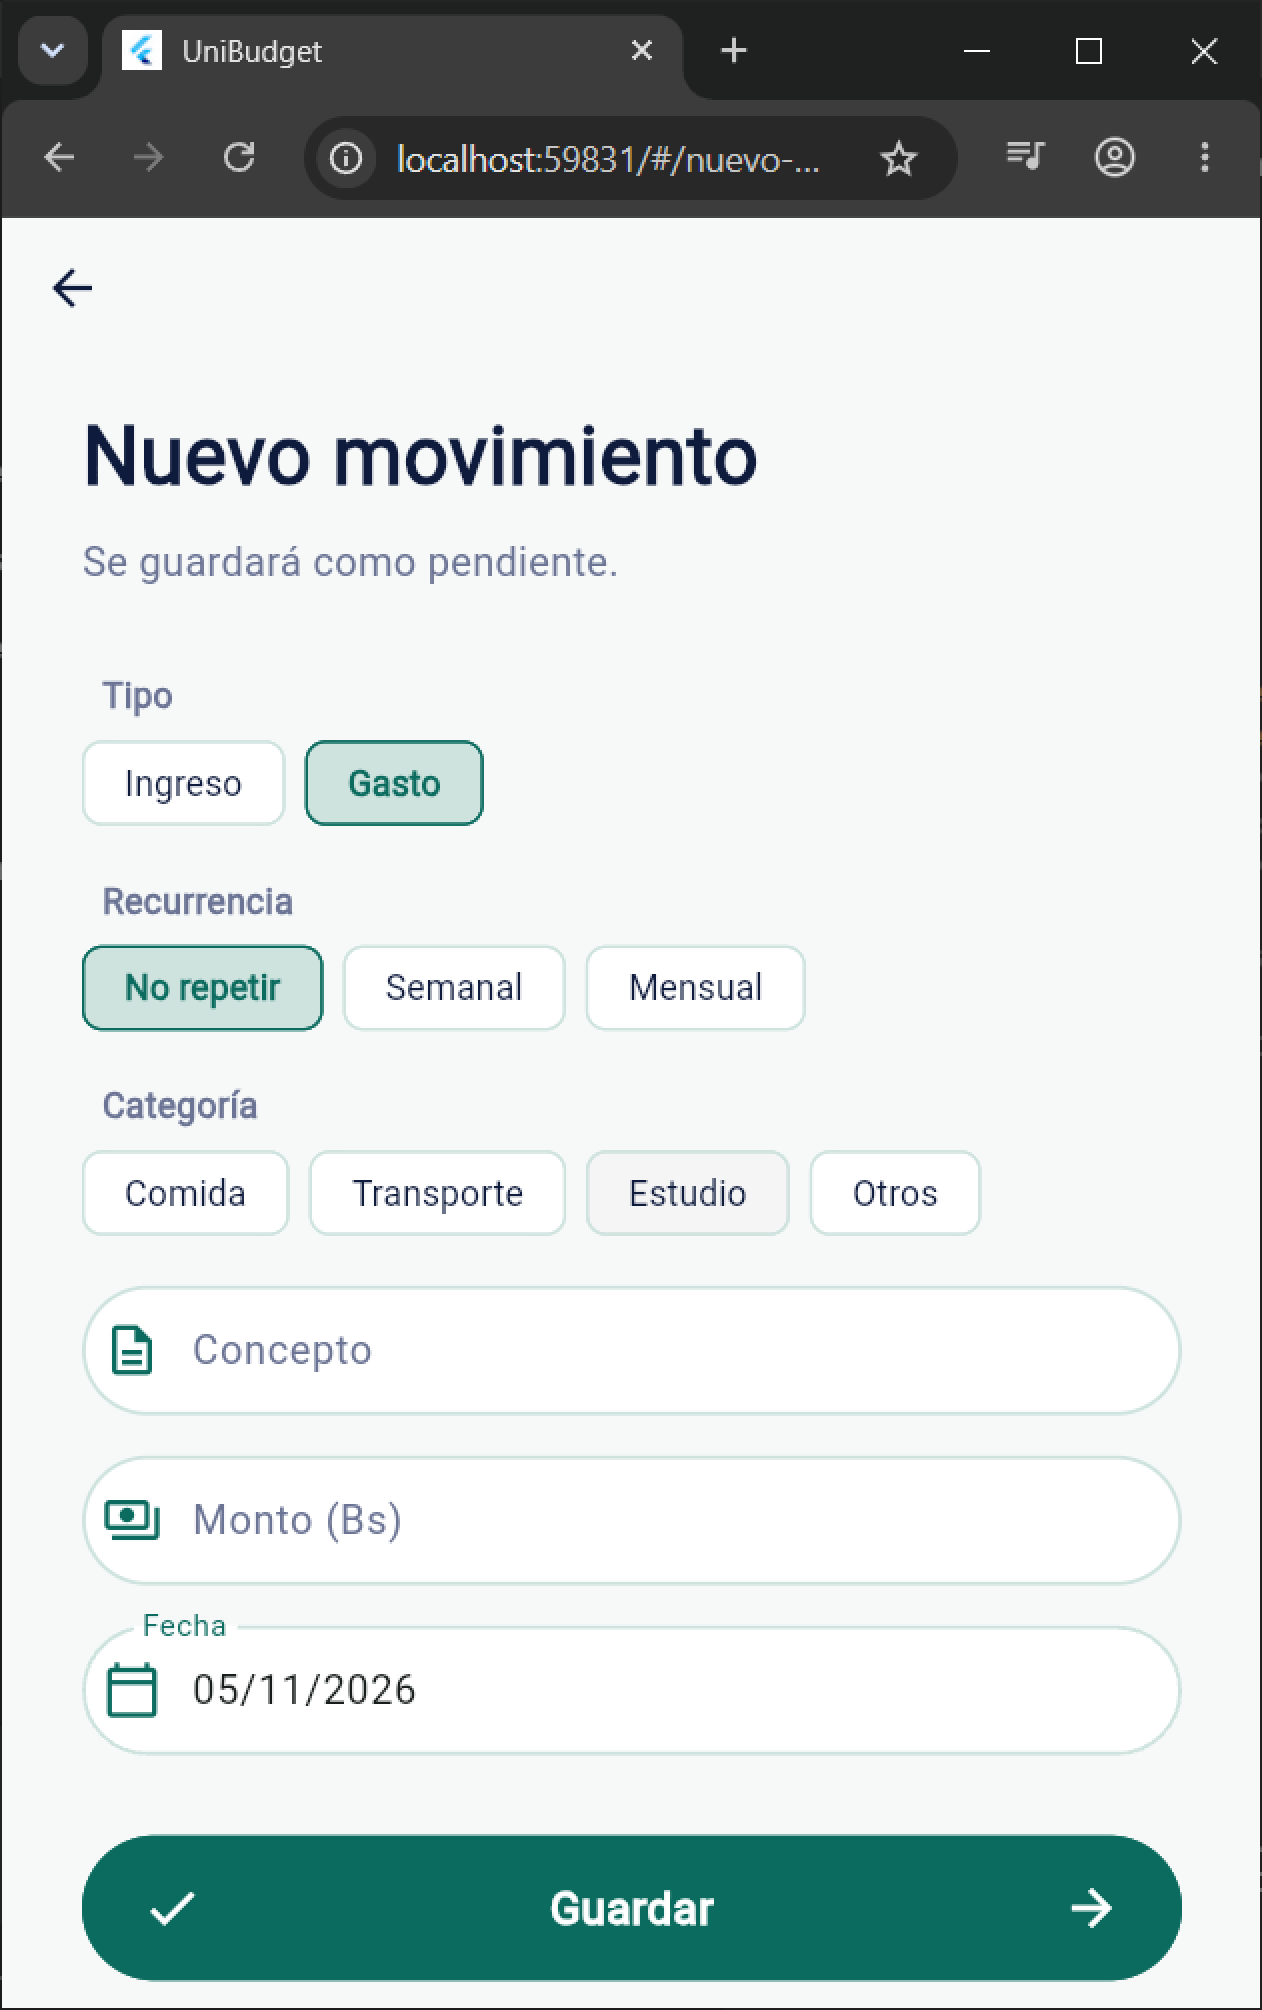 UniBudget
localhost:59831/#/nuevo-...
Nuevo movimiento
Se guardará como pendiente.
Tipo
Ingreso Gasto
Recurrencia
No repetir Semanal Mensual
Categoría
Comida Transporte Estudio Otros
Concepto
Monto (Bs)
Fecha
05/11/2026
Guardar